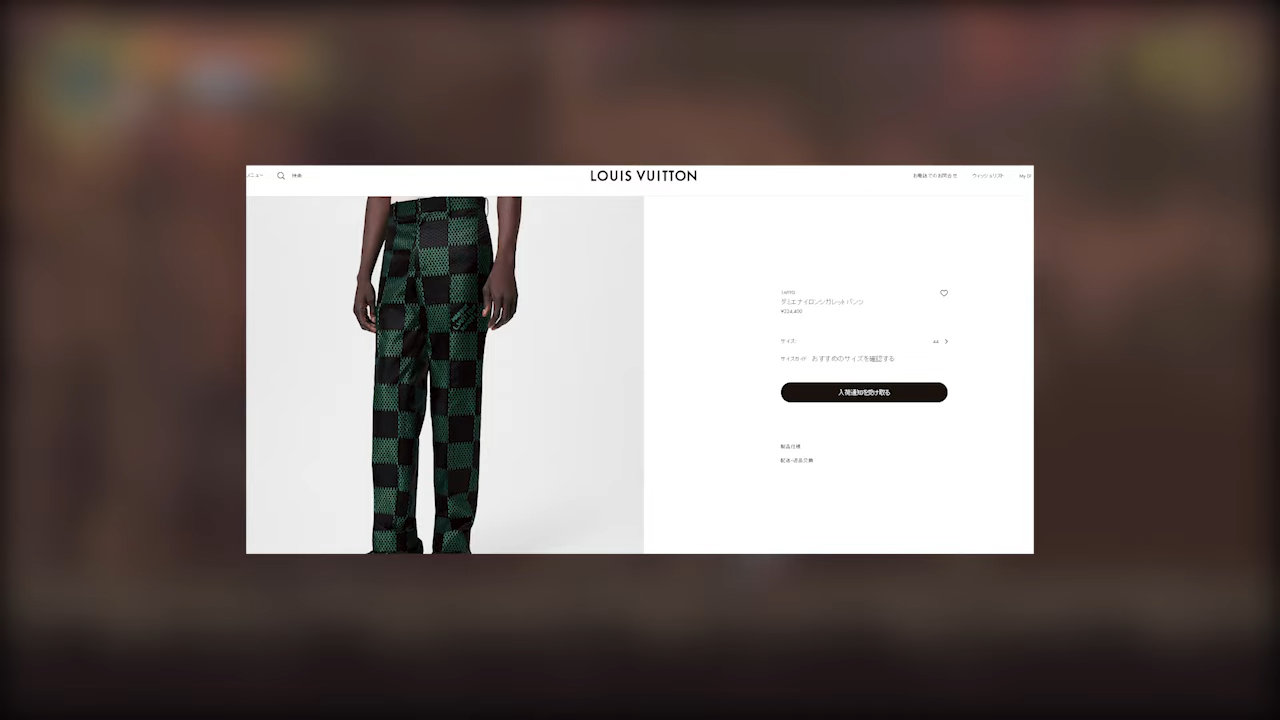 メニュー 検索 LOUIS VUITTON お電話でのお問合せ ウィッシュリスト My LV
ダミエ ナイロンシガレット パンツ
¥224,400
サイズ: 44
サイズガイド おすすめのサイズを確認する
入荷通知を受け取る
製品仕様
配送・返品交換